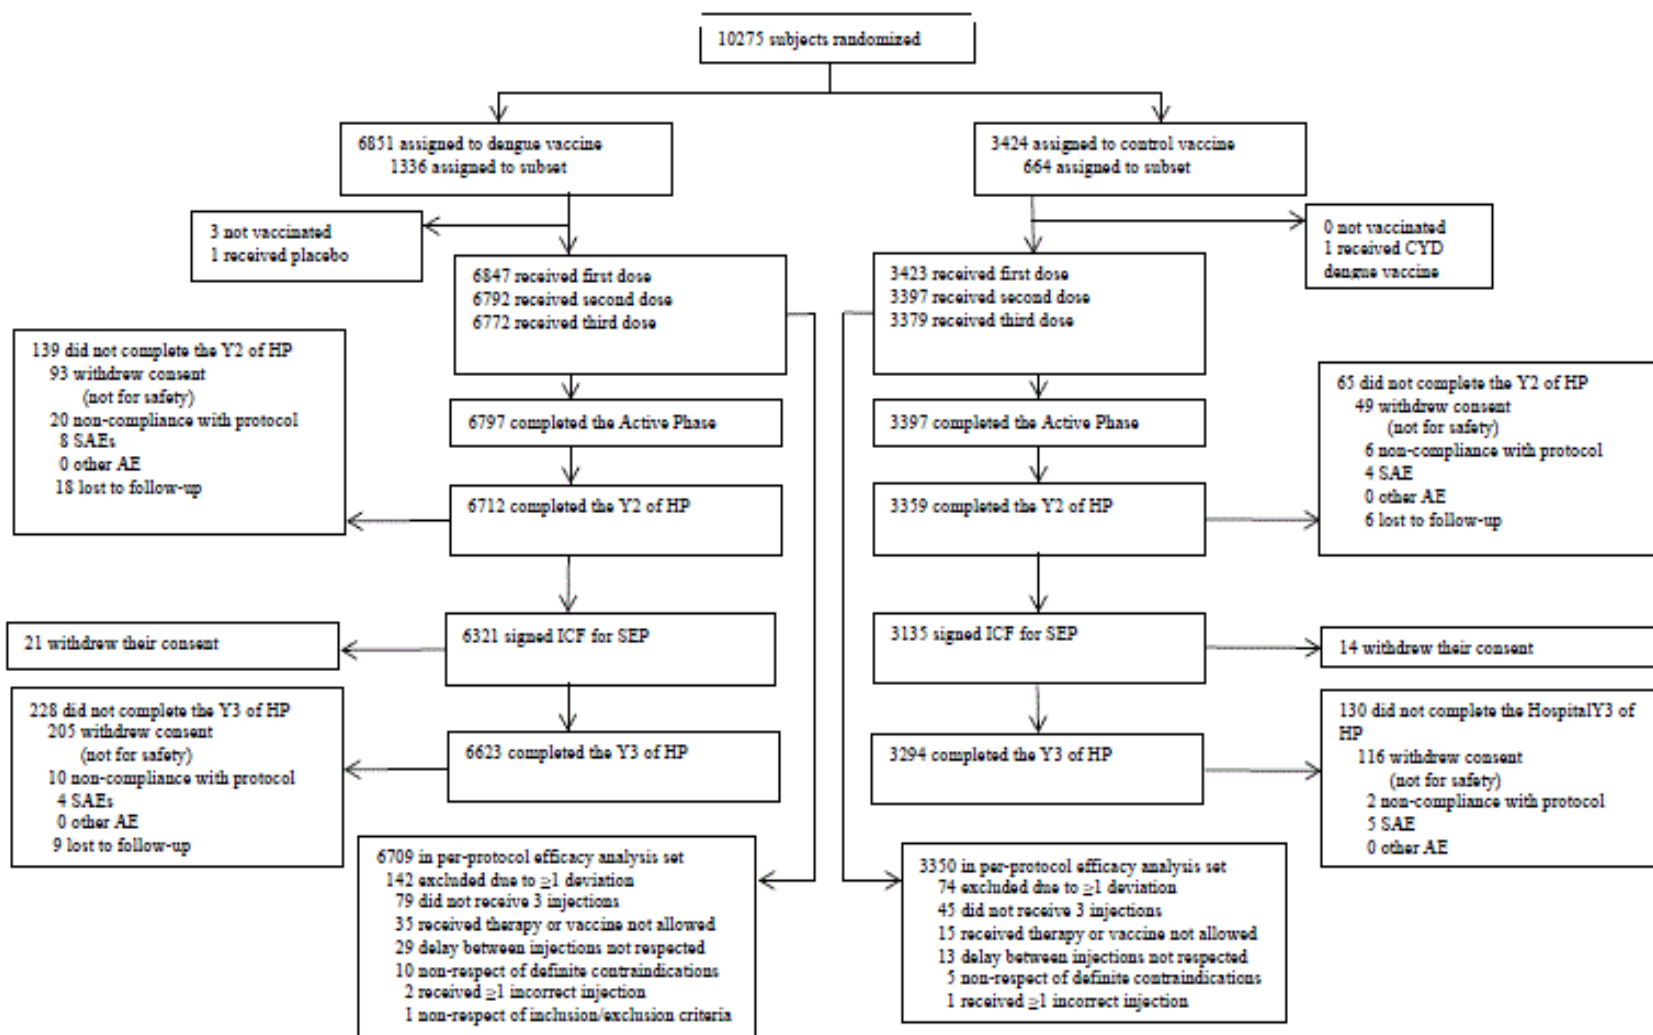 10275 subjects randomized
6851 assigned to dengue vaccine
1336 assigned to subset
3424 assigned to control vaccine
664 assigned to subset
3 not vaccinated
1 received placebo
0 not vaccinated
1 received CYD
dengue vaccine
6847 received first dose
6792 received second dose
6772 received third dose
3423 received first dose
3397 received second dose
3379 received third dose
139 did not complete the Y2 of HP
93 withdrew consent
(not for safety)
20 non-compliance with protocol
8 SAEs
0 other AE
18 lost to follow-up
6797 completed the Active Phase
3397 completed the Active Phase
65 did not complete the Y2 of HP
49 withdrew consent
(not for safety)
6 non-compliance with protocol
4 SAE
0 other AE
6 lost to follow-up
6712 completed the Y2 of HP
3359 completed the Y2 of HP
21 withdrew their consent
6321 signed ICF for SEP
3135 signed ICF for SEP
14 withdrew their consent
228 did not complete the Y3 of HP
205 withdrew consent
(not for safety)
10 non-compliance with protocol
4 SAEs
0 other AE
9 lost to follow-up
6623 completed the Y3 of HP
3294 completed the Y3 of HP
130 did not complete the HospitalY3 of
HP
116 withdrew consent
(not for safety)
2 non-compliance with protocol
5 SAE
0 other AE
6709 in per-protocol efficacy analysis set
142 excluded due to ≥1 deviation
79 did not receive 3 injections
35 received therapy or vaccine not allowed
29 delay between injections not respected
10 non-respect of definite contraindications
2 received ≥1 incorrect injection
1 non-respect of inclusion/exclusion criteria
3350 in per-protocol efficacy analysis set
74 excluded due to ≥1 deviation
45 did not receive 3 injections
15 received therapy or vaccine not allowed
13 delay between injections not respected
5 non-respect of definite contraindications
1 received ≥1 incorrect injection